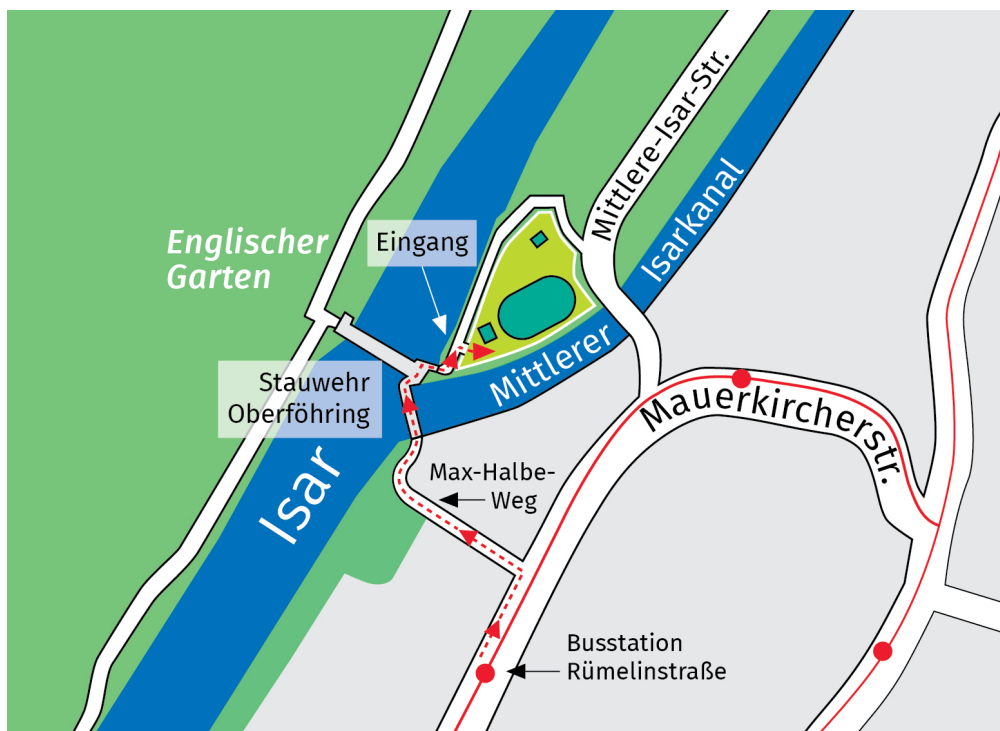 Mittlere-Isar-Str.
Isarkanal
Englischer
Garten
Eingang
Mittlerer
Stauwehr
Oberföhring
Mauerkircherstr.
Isar
Max-Halbe-
Weg
Busstation
Rümelinstraße